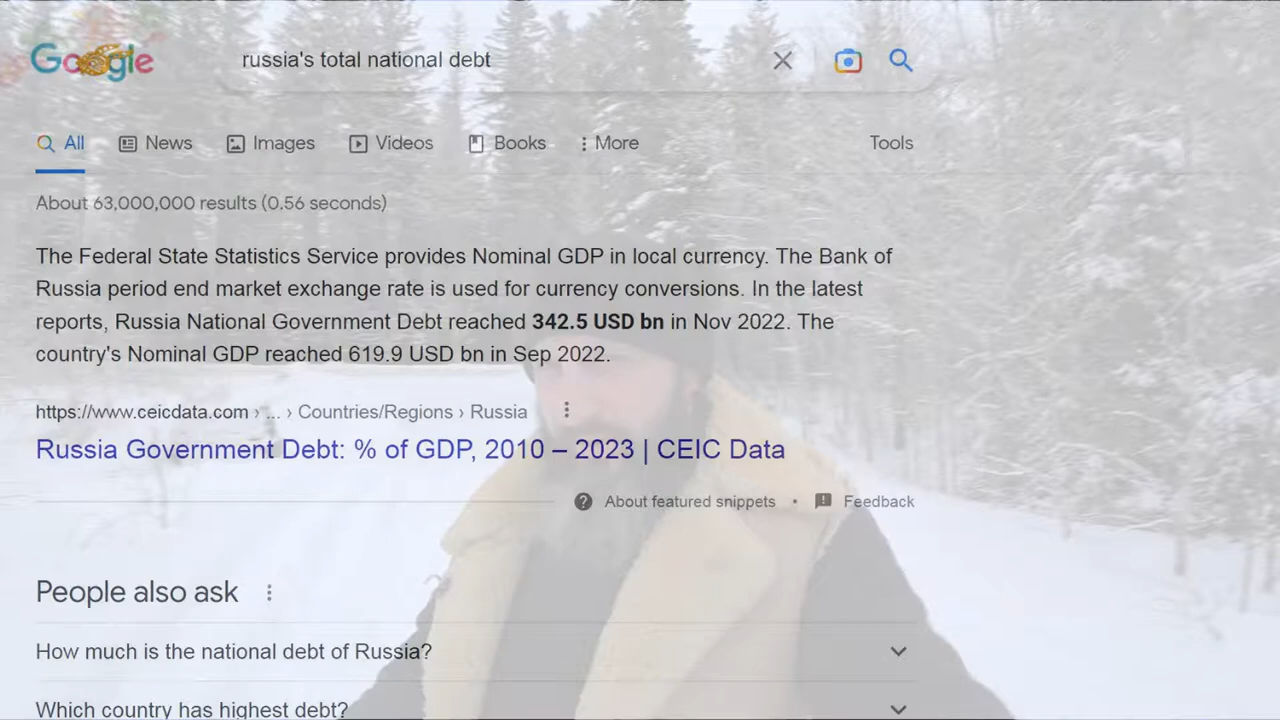 Google
russia's total national debt
All News Images Videos Books More Tools
About 63,000,000 results (0.56 seconds)
The Federal State Statistics Service provides Nominal GDP in local currency. The Bank of
Russia period end market exchange rate is used for currency conversions. In the latest
reports, Russia National Government Debt reached 342.5 USD bn in Nov 2022. The
country's Nominal GDP reached 619.9 USD bn in Sep 2022.
https://www.ceicdata.com › ... › Countries/Regions › Russia
Russia Government Debt: % of GDP, 2010 – 2023 | CEIC Data
About featured snippets • Feedback
People also ask
How much is the national debt of Russia?
Which country has highest debt?